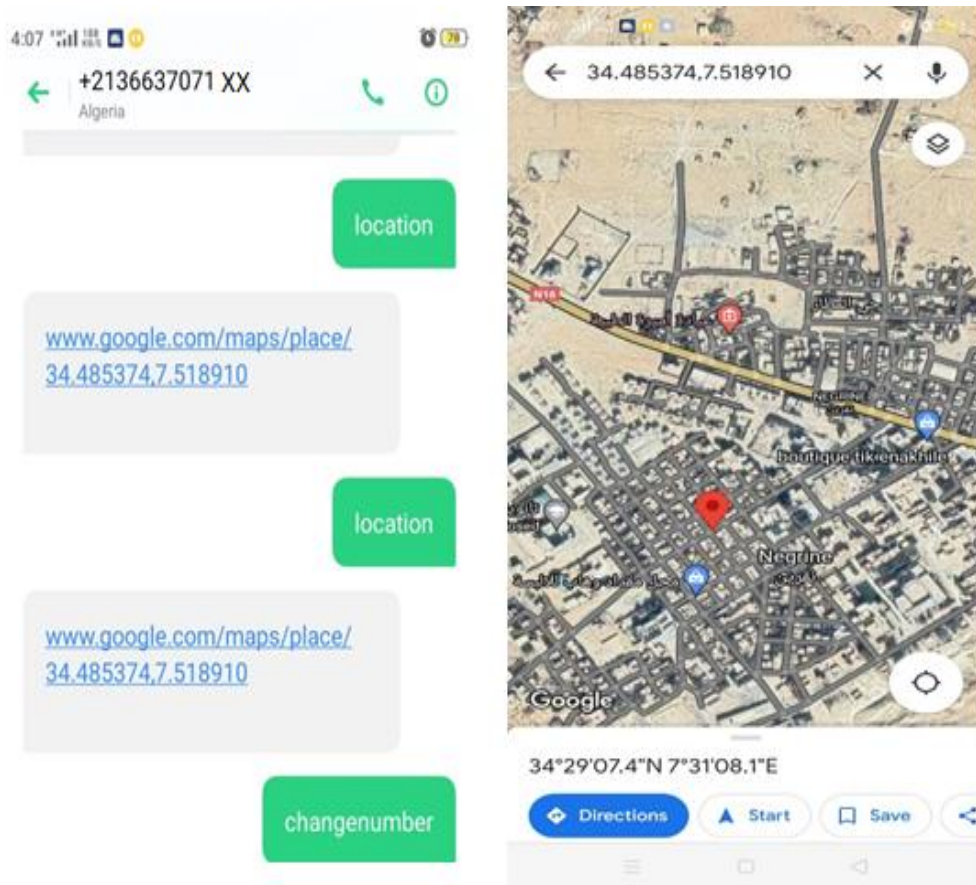 4:07
78
+2136637071 XX
Algeria
location
www.google.com/maps/place/
34.485374,7.518910
location
www.google.com/maps/place/
34.485374,7.518910
changenumber
34.485374,7.518910
N16
NEGRINE
boutique tikienakhile
Negrine
Google
34°29'07.4"N 7°31'08.1"E
Directions
Start
Save